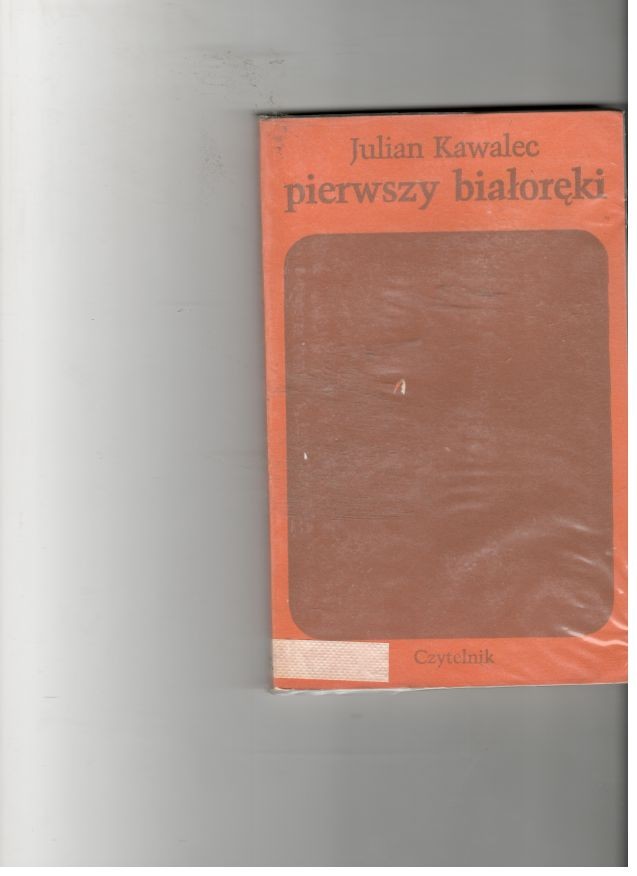 Julian Kawalec
pierwszy białoręki
Czytelnik